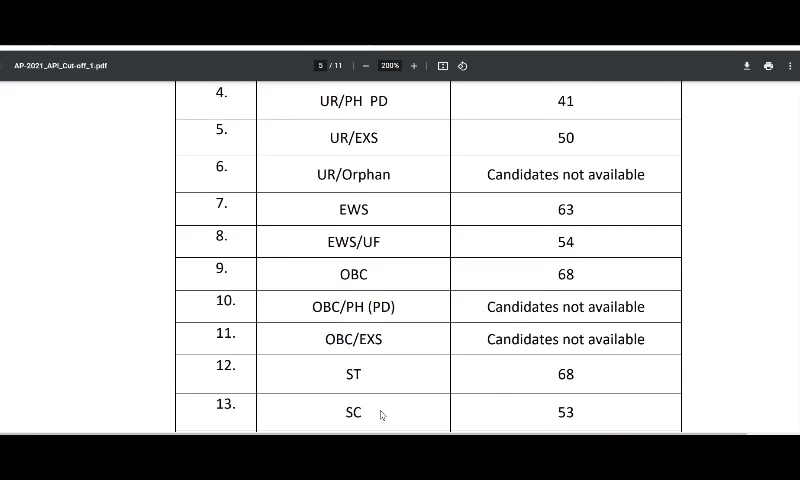 AP-2021_API_Cut-off_1.pdf 5 / 11 200%
4. UR/PH PD 41
5. UR/EXS 50
6. UR/Orphan Candidates not available
7. EWS 63
8. EWS/UF 54
9. OBC 68
10. OBC/PH (PD) Candidates not available
11. OBC/EXS Candidates not available
12. ST 68
13. SC 53